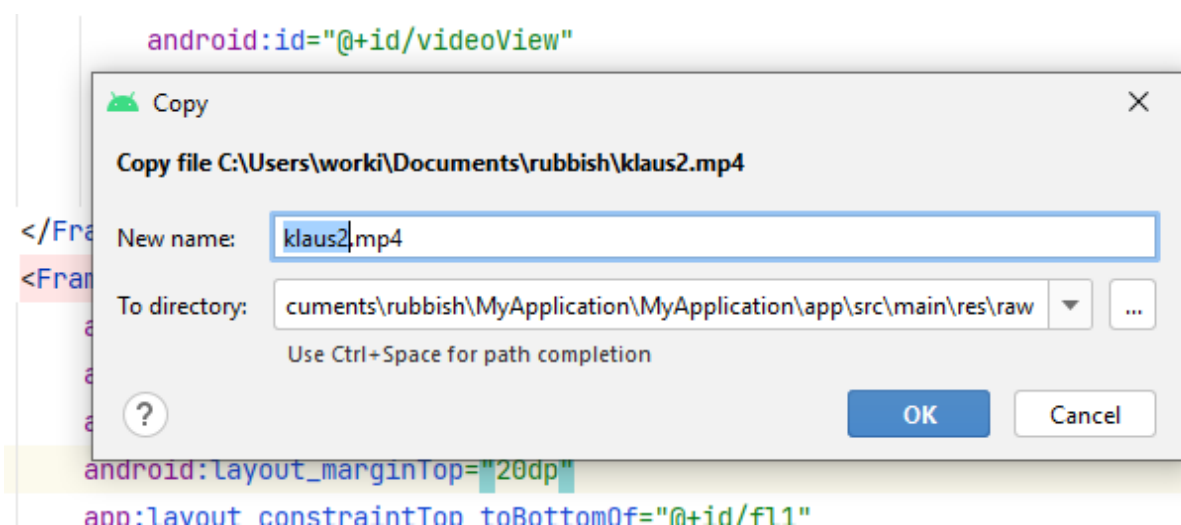 android:id="@+id/videoView"
Copy
Copy file C:\Users\worki\Documents\rubbish\klaus2.mp4
</Fra
New name:
klaus2.mp4
<Fram
To directory:
cuments\rubbish\MyApplication\MyApplication\app\src\main\res\raw
...
Use Ctrl+Space for path completion
?
OK
Cancel
android:layout_marginTop="20dp"
app:layout_constraintTop_toBottomOf="@+id/fl1"